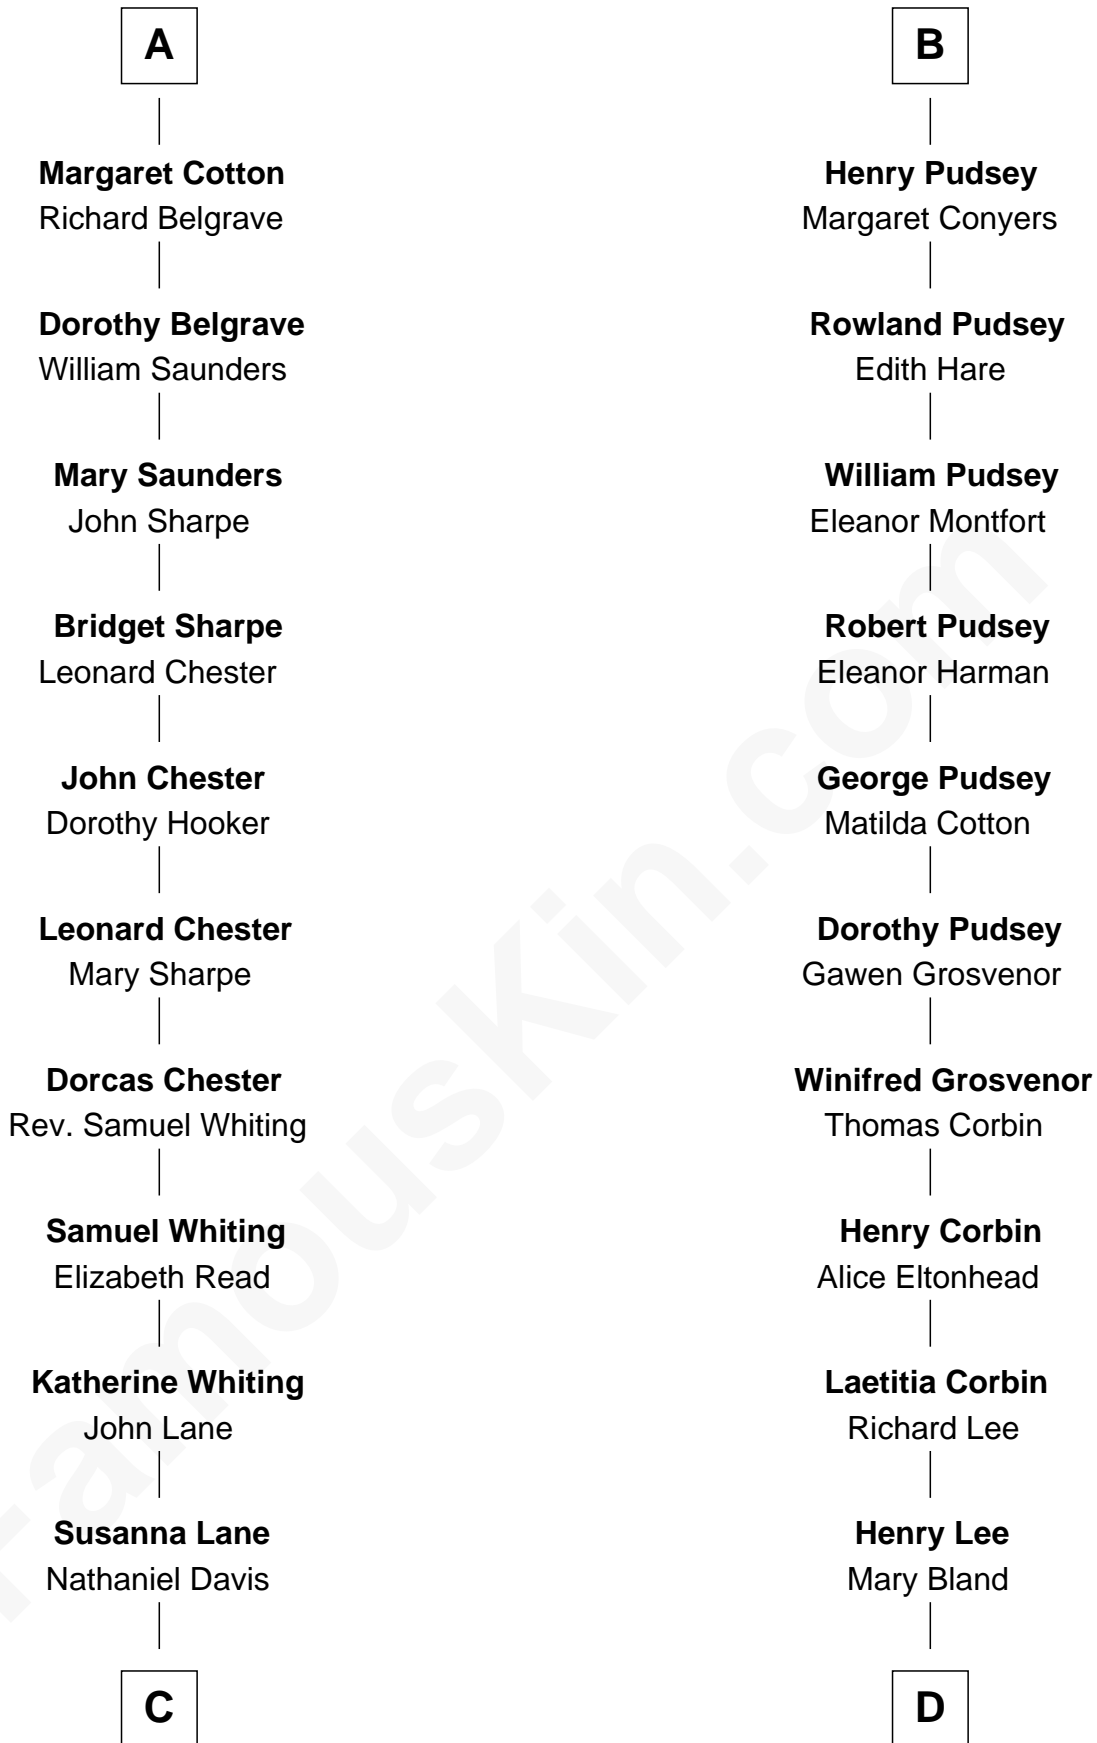 A
Margaret Cotton
Richard Belgrave
Dorothy Belgrave
William Saunders
Mary Saunders
John Sharpe
Bridget Sharpe
Leonard Chester
John Chester
Dorothy Hooker
Leonard Chester
Mary Sharpe
Dorcas Chester
Rev. Samuel Whiting
Samuel Whiting
Elizabeth Read
Katherine Whiting
John Lane
Susanna Lane
Nathaniel Davis
C
B
Henry Pudsey
Margaret Conyers
Rowland Pudsey
Edith Hare
William Pudsey
Eleanor Montfort
Robert Pudsey
Eleanor Harman
George Pudsey
Matilda Cotton
Dorothy Pudsey
Gawen Grosvenor
Winifred Grosvenor
Thomas Corbin
Henry Corbin
Alice Eltonhead
Laetitia Corbin
Richard Lee
Henry Lee
Mary Bland
D
FamousKin.com